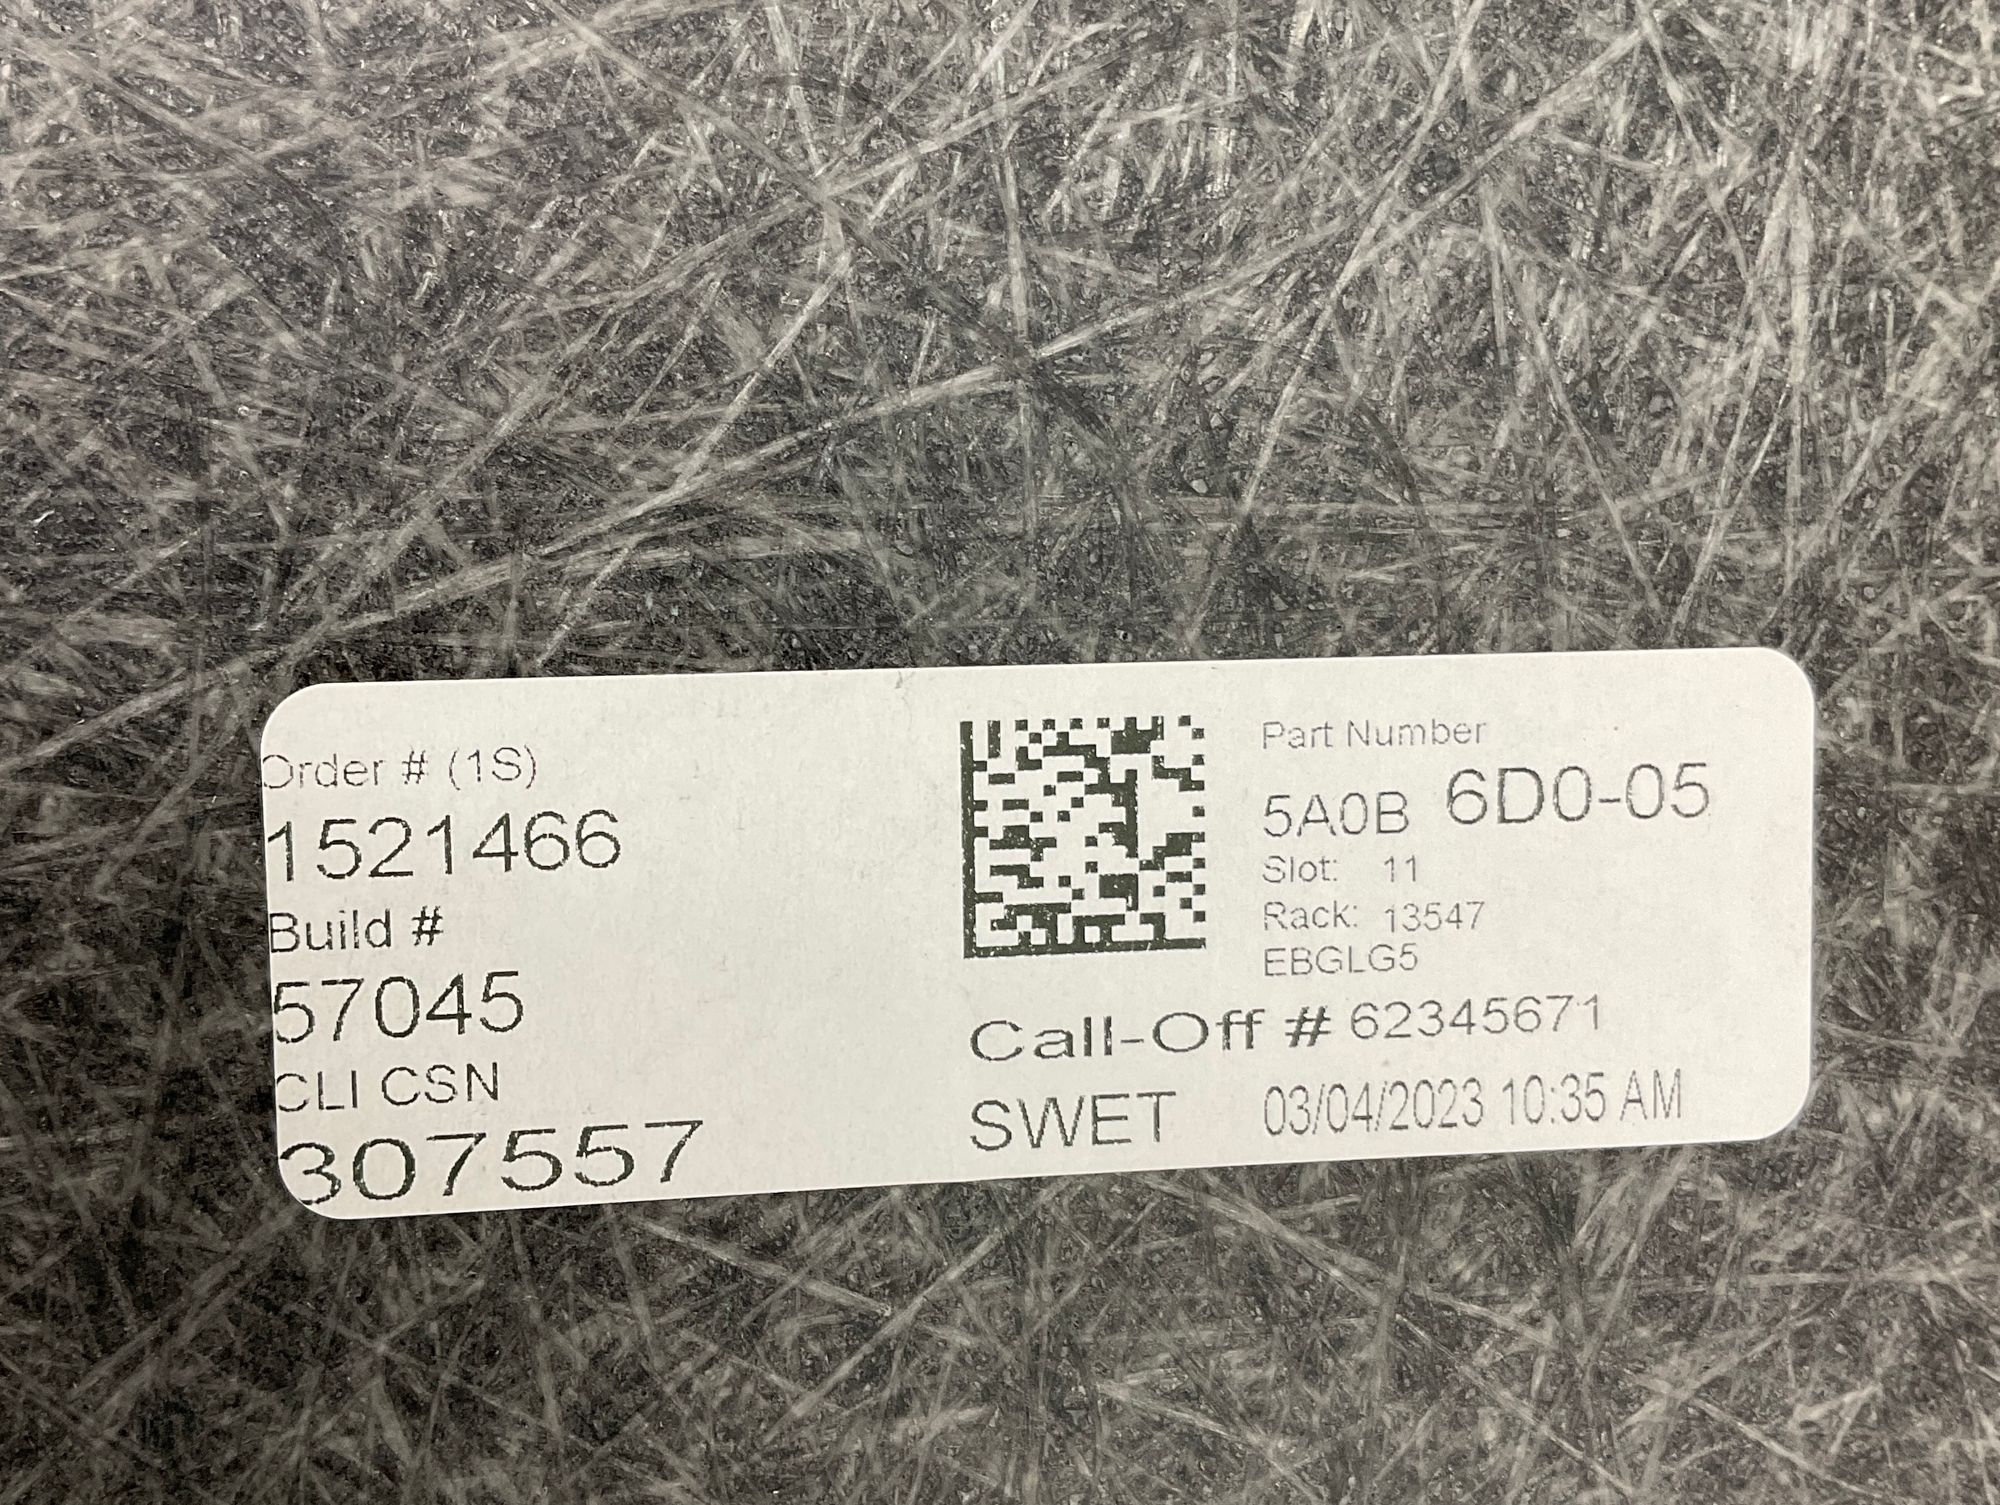 Order # (1S)
1521466
Build #
57045
CLI CSN
307557
Part Number
5A0B 6D0-05
Slot: 11
Rack: 13547
EBGLG5
Call-Off # 62345671
SWET 03/04/2023 10:35 AM